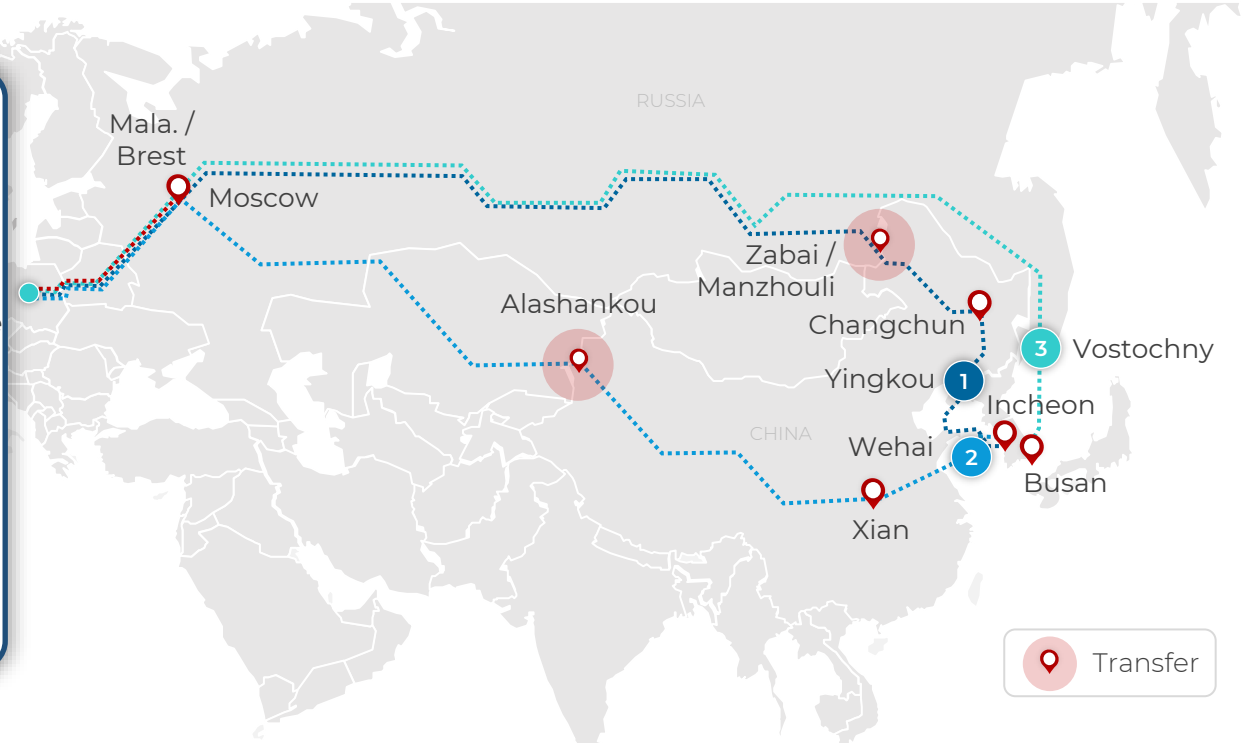 RUSSIA
Mala. /
Brest
Moscow
Zabai /
Manzhouli
Alashankou
Changchun
3
Vostochny
Yingkou
1
Incheon
CHINA
Wehai
2
Busan
Xian
Transfer